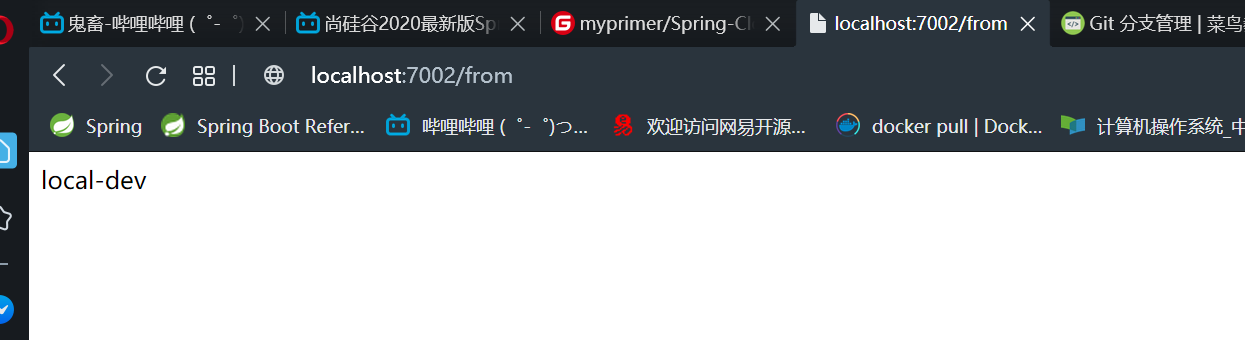 鬼畜-哔哩哔哩 ( ゜- ゜)
尚硅谷2020最新版Spr
myprimer/Spring-Cl
localhost:7002/from
Git 分支管理 | 菜鸟
localhost:7002/from
Spring
Spring Boot Refer...
哔哩哔哩 ( ゜- ゜)つ...
欢迎访问网易开源...
docker pull | Dock...
计算机操作系统_中
local-dev